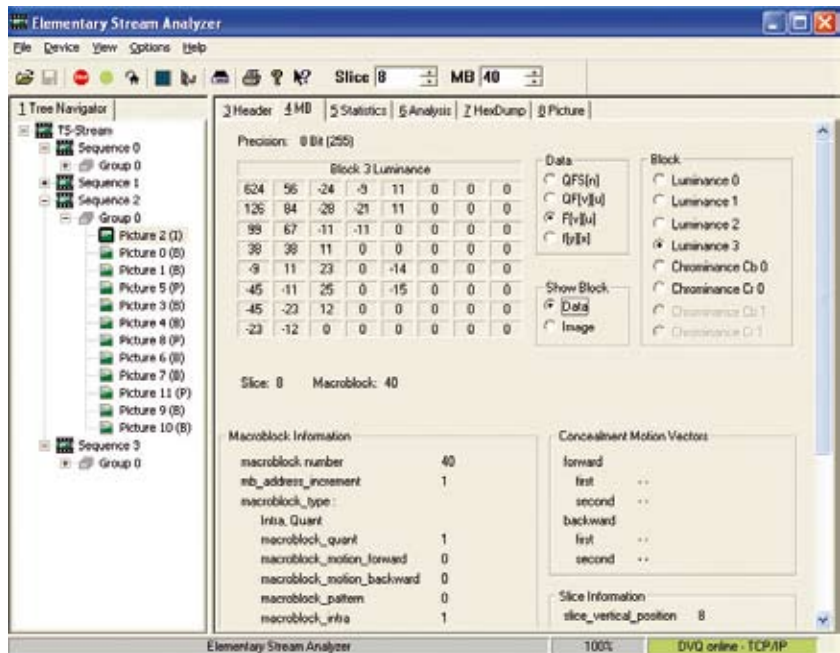 Elementary Stream Analyzer
File Device View Options Help
Slice 8 MB 40
1 Tree Navigator
TS-Stream
Sequence 0
Group 0
Sequence 1
Sequence 2
Group 0
Picture 2 (I)
Picture 0 (B)
Picture 1 (B)
Picture 5 (P)
Picture 3 (B)
Picture 4 (B)
Picture 8 (P)
Picture 6 (B)
Picture 7 (B)
Picture 11 (P)
Picture 9 (B)
Picture 10 (B)
Sequence 3
Group 0
3 Header 4 MB 5 Statistics 6 Analysis 7 HexDump 8 Picture
Precision: 8 Bit (255)
Block 3 Luminance
624 56 -24 -9 11 0 0 0
126 84 -28 -21 11 0 0 0
99 67 -11 -11 0 0 0 0
38 38 11 0 0 0 0 0
-9 11 23 0 -14 0 0 0
-45 -11 25 0 -15 0 0 0
-45 -23 12 0 0 0 0 0
-23 -12 0 0 0 0 0 0
Data
QFS[n]
QF[v][u]
F[v][u]
f[y][x]
Show Block
Data
Image
Block
Luminance 0
Luminance 1
Luminance 2
Luminance 3
Chrominance Cb 0
Chrominance Cr 0
Chrominance Cb 1
Chrominance Cr 1
Slice: 8 Macroblock: 40
Macroblock Information
macroblock number 40
mb_address_increment 1
macroblock_type :
Intra, Quant
macroblock_quant 1
macroblock_motion_forward 0
macroblock_motion_backward 0
macroblock_pattern 0
macroblock_intra 1
Concealment Motion Vectors
forward
first - -
second - -
backward
first - -
second - -
Slice Information
slice_vertical_position 8
Elementary Stream Analyzer 100% DVQ online - TCP/IP